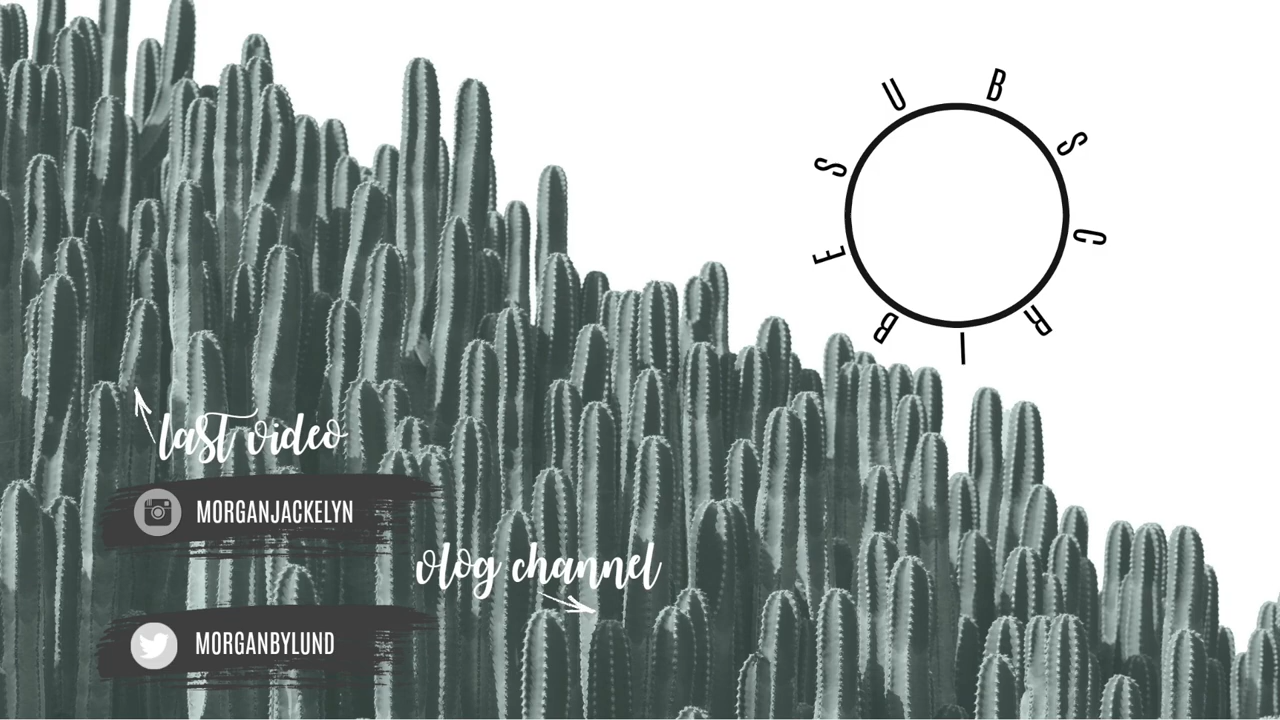 SUBSCRIBE
last video
MORGANJACKELYN
vlog channel
MORGANBYLUND